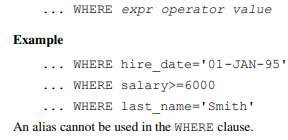 ... WHERE expr operator value
Example
... WHERE hire_date='01-JAN-95'
... WHERE salary>=6000
... WHERE last_name='Smith'
An alias cannot be used in the WHERE clause.